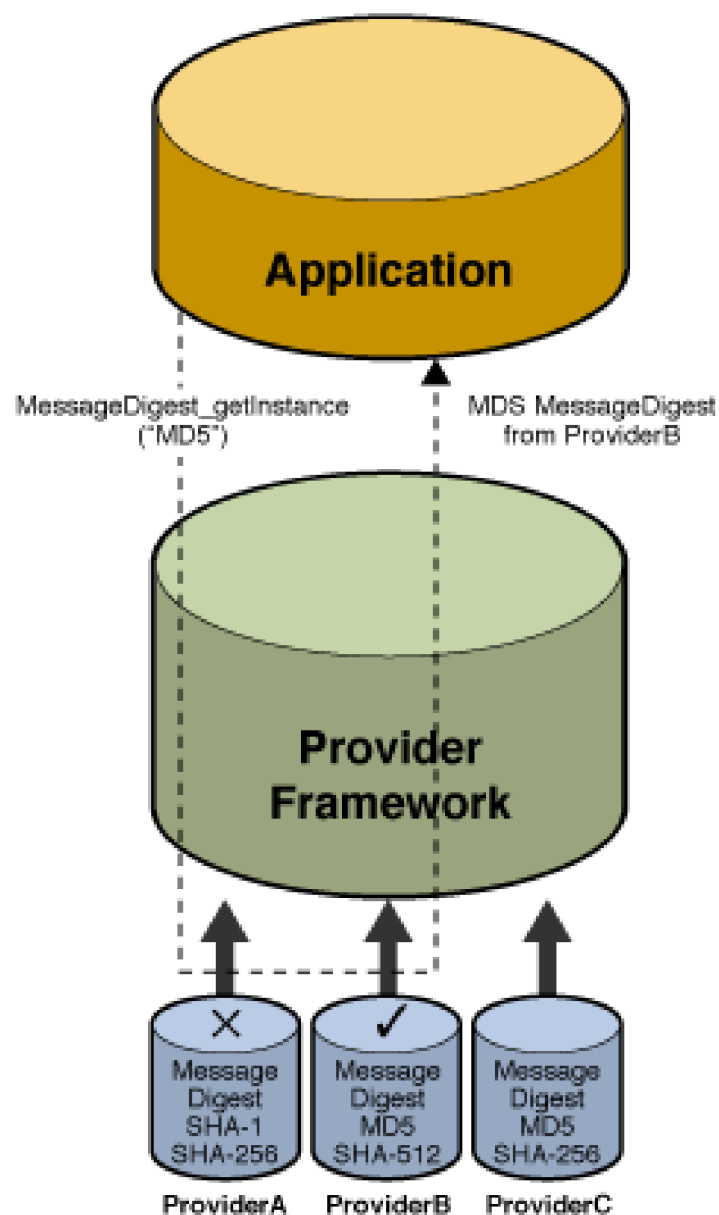 Application
MessageDigest_getInstance
("MD5")
MDS MessageDigest
from ProviderB
Provider
Framework
Message
Digest
SHA-1
SHA-256
Message
Digest
MD5
SHA-512
Message
Digest
MD5
SHA-256
ProviderA
ProviderB
ProviderC